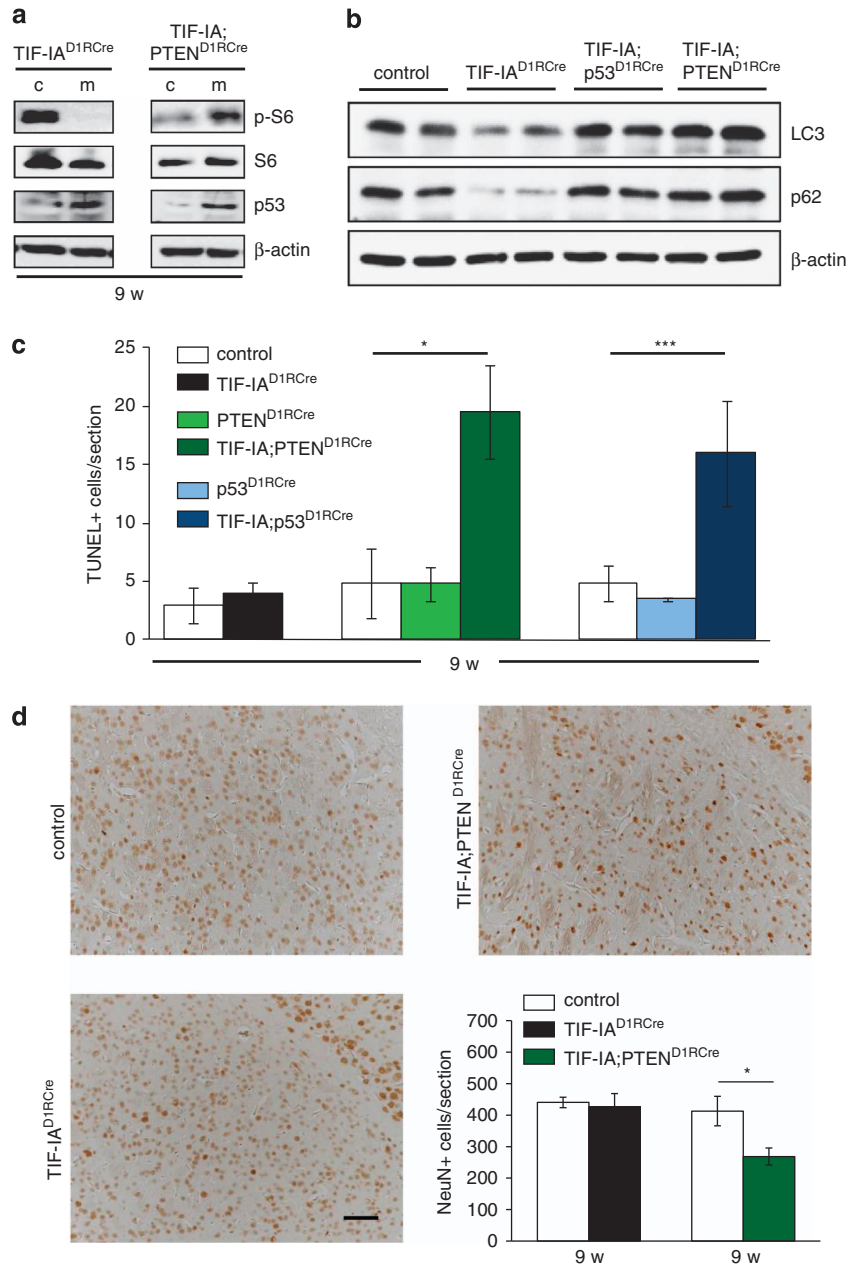 a
TIF-IA^D1RCre
TIF-IA;
PTEN^D1RCre
c m
c m
p-S6
S6
p53
β-actin
9 w
b
control
TIF-IA^D1RCre
TIF-IA;
p53^D1RCre
TIF-IA;
PTEN^D1RCre
LC3
p62
β-actin
c
TUNEL+ cells/section
25
20
15
10
5
0
control
TIF-IA^D1RCre
PTEN^D1RCre
TIF-IA;PTEN^D1RCre
p53^D1RCre
TIF-IA;p53^D1RCre
*
***
9 w
d
control
TIF-IA;PTEN^D1RCre
TIF-IA^D1RCre
control
TIF-IA^D1RCre
TIF-IA;PTEN^D1RCre
NeuN+ cells/section
700
600
500
400
300
200
100
0
*
9 w
9 w